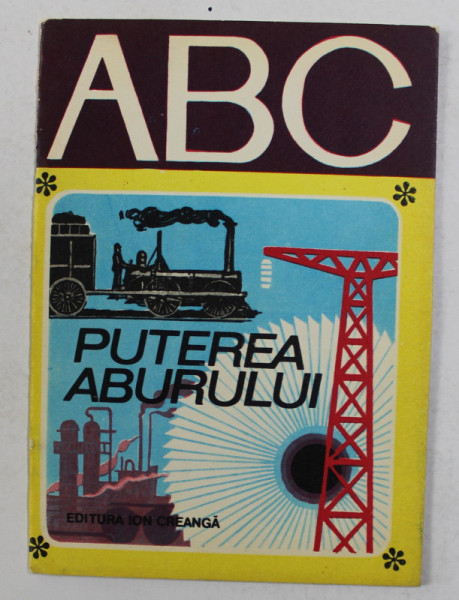 ABC
PUTEREA
ABURULUI
EDITURA ION CREANGĂ